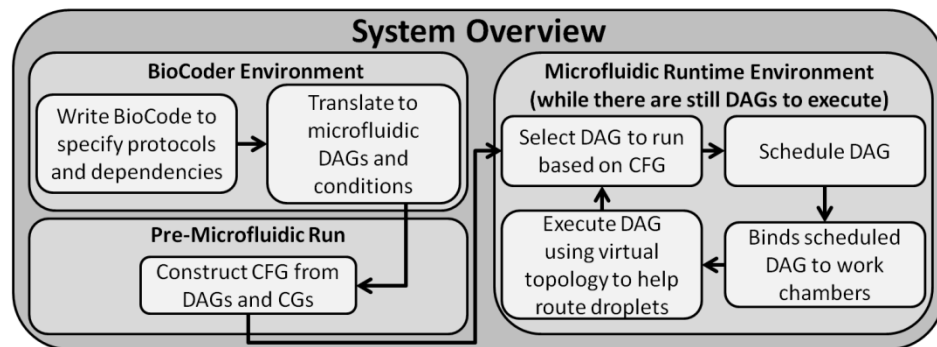 System Overview
BioCoder Environment
Write BioCode to
specify protocols
and dependencies
Translate to
microfluidic
DAGs and
conditions
Pre-Microfluidic Run
Construct CFG from
DAGs and CGs
Microfluidic Runtime Environment
(while there are still DAGs to execute)
Select DAG to run
based on CFG
Schedule DAG
Binds scheduled
DAG to work
chambers
Execute DAG
using virtual
topology to help
route droplets